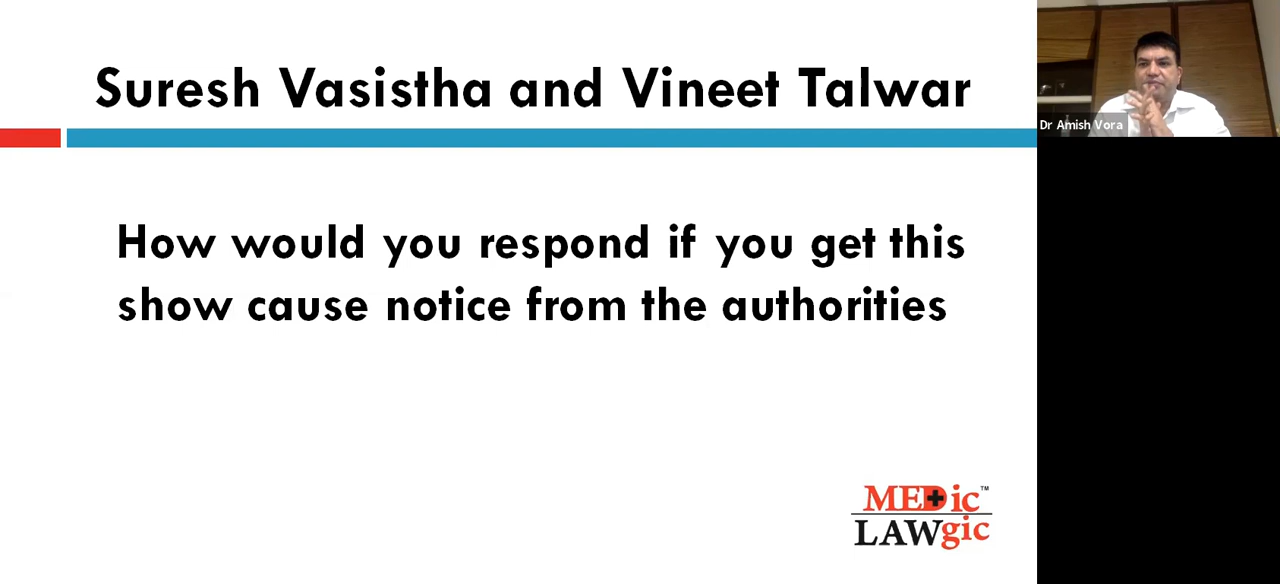 Suresh Vasistha and Vineet Talwar
Dr Amish Vora
How would you respond if you get this
show cause notice from the authorities
MEDic™
LAWgic